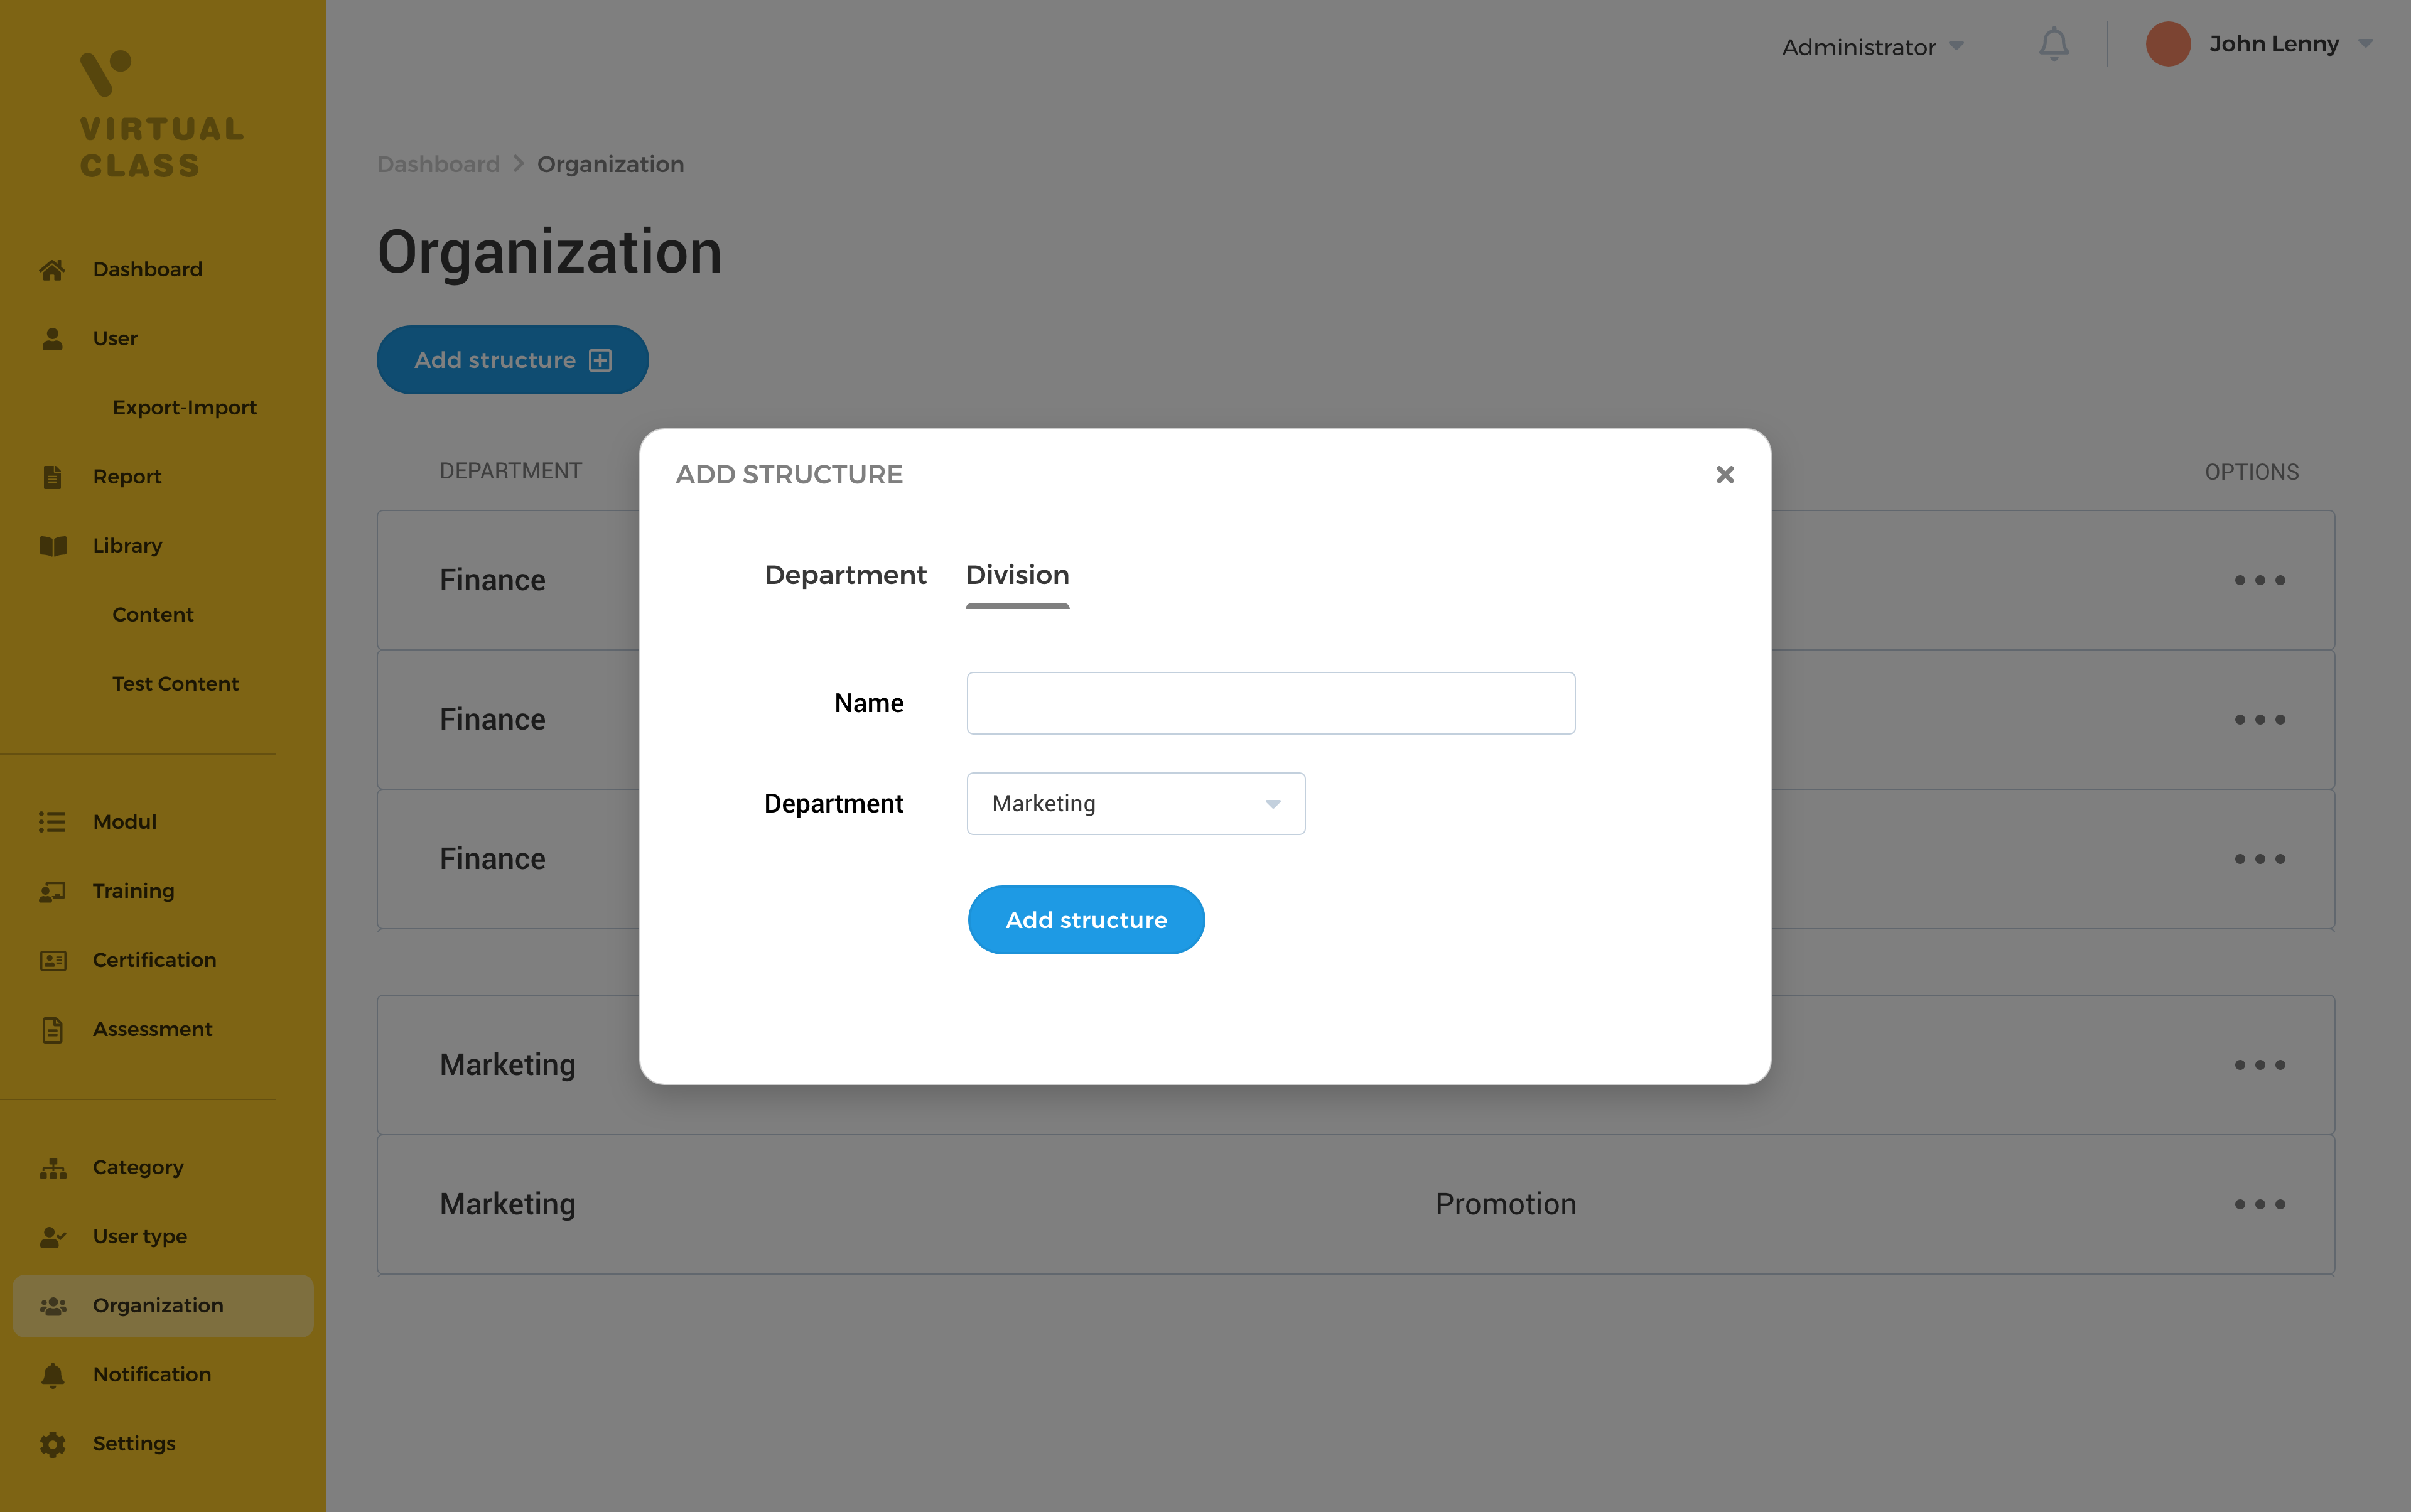 VIRTUAL
CLASS
Dashboard
User
Export-Import
Report
Library
Content
Test Content
Modul
Training
Certification
Assessment
Category
User type
Organization
Notification
Settings
Administrator
John Lenny
Dashboard Organization
Organization
Add structure
DEPARTMENT
OPTIONS
Finance
Finance
Finance
Marketing
Marketing Promotion
ADD STRUCTURE
Department Division
Name
Department Marketing
Add structure